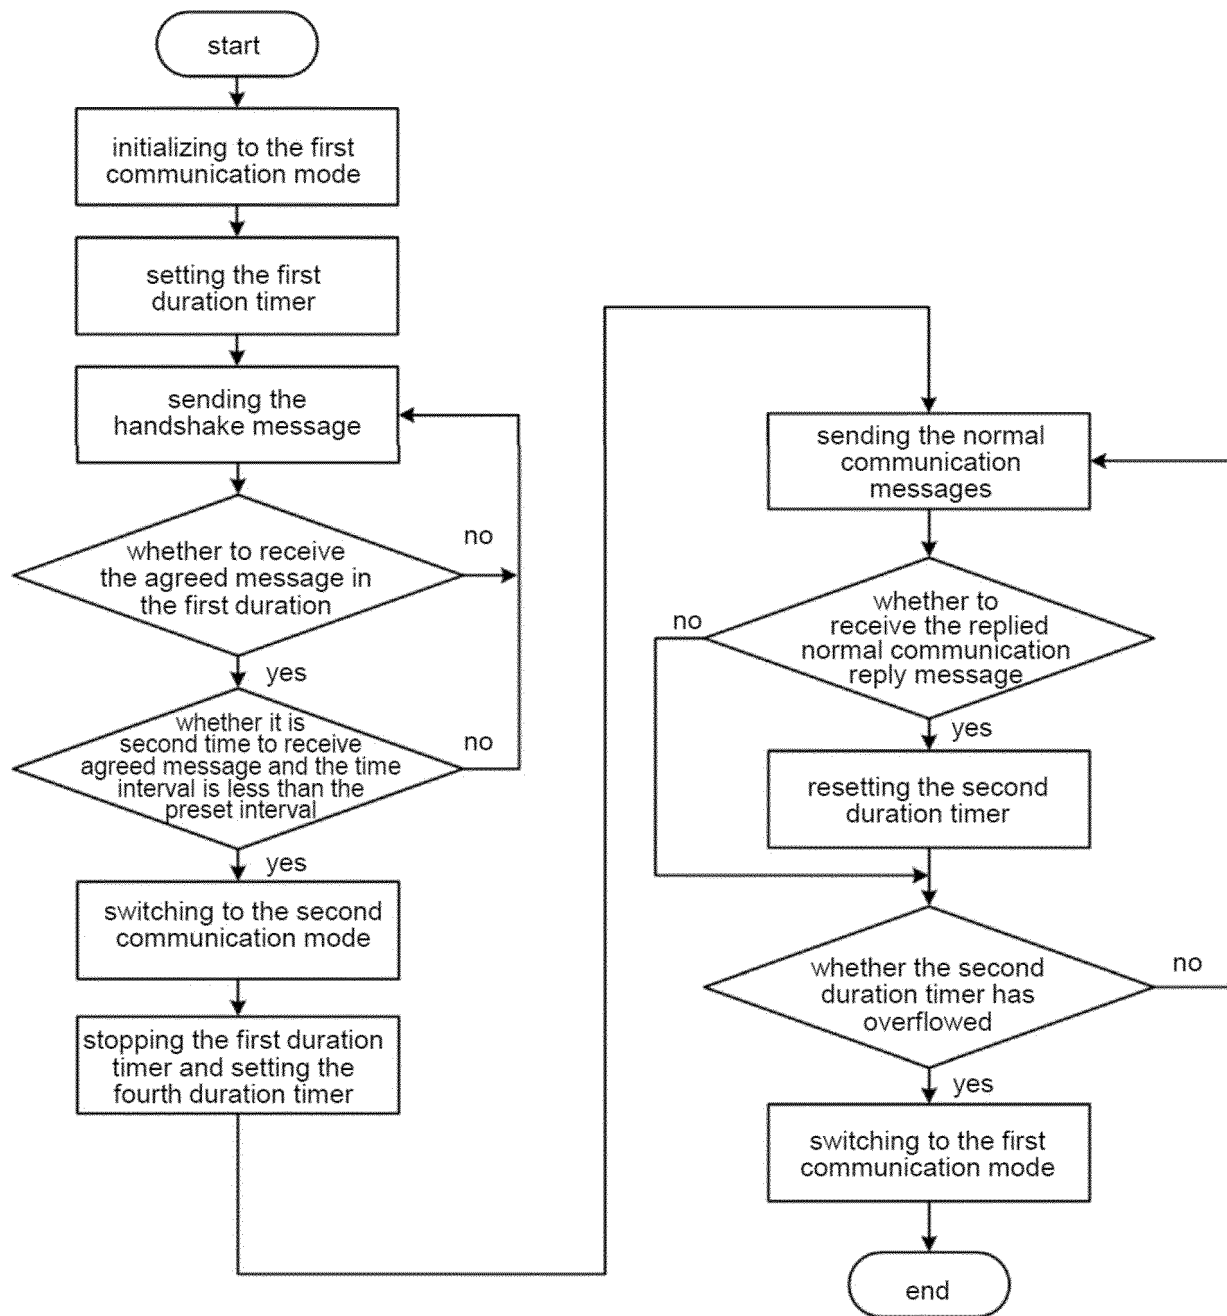 start
initializing to the first
communication mode
setting the first
duration timer
sending the
handshake message
whether to receive
the agreed message in
the first duration
no
yes
whether it is
second time to receive
agreed message and the time
interval is less than the
preset interval
no
yes
switching to the second
communication mode
stopping the first duration
timer and setting the
fourth duration timer
sending the normal
communication
messages
whether to
receive the replied
normal communication
reply message
no
yes
resetting the second
duration timer
whether the second
duration timer has
overflowed
no
yes
switching to the first
communication mode
end